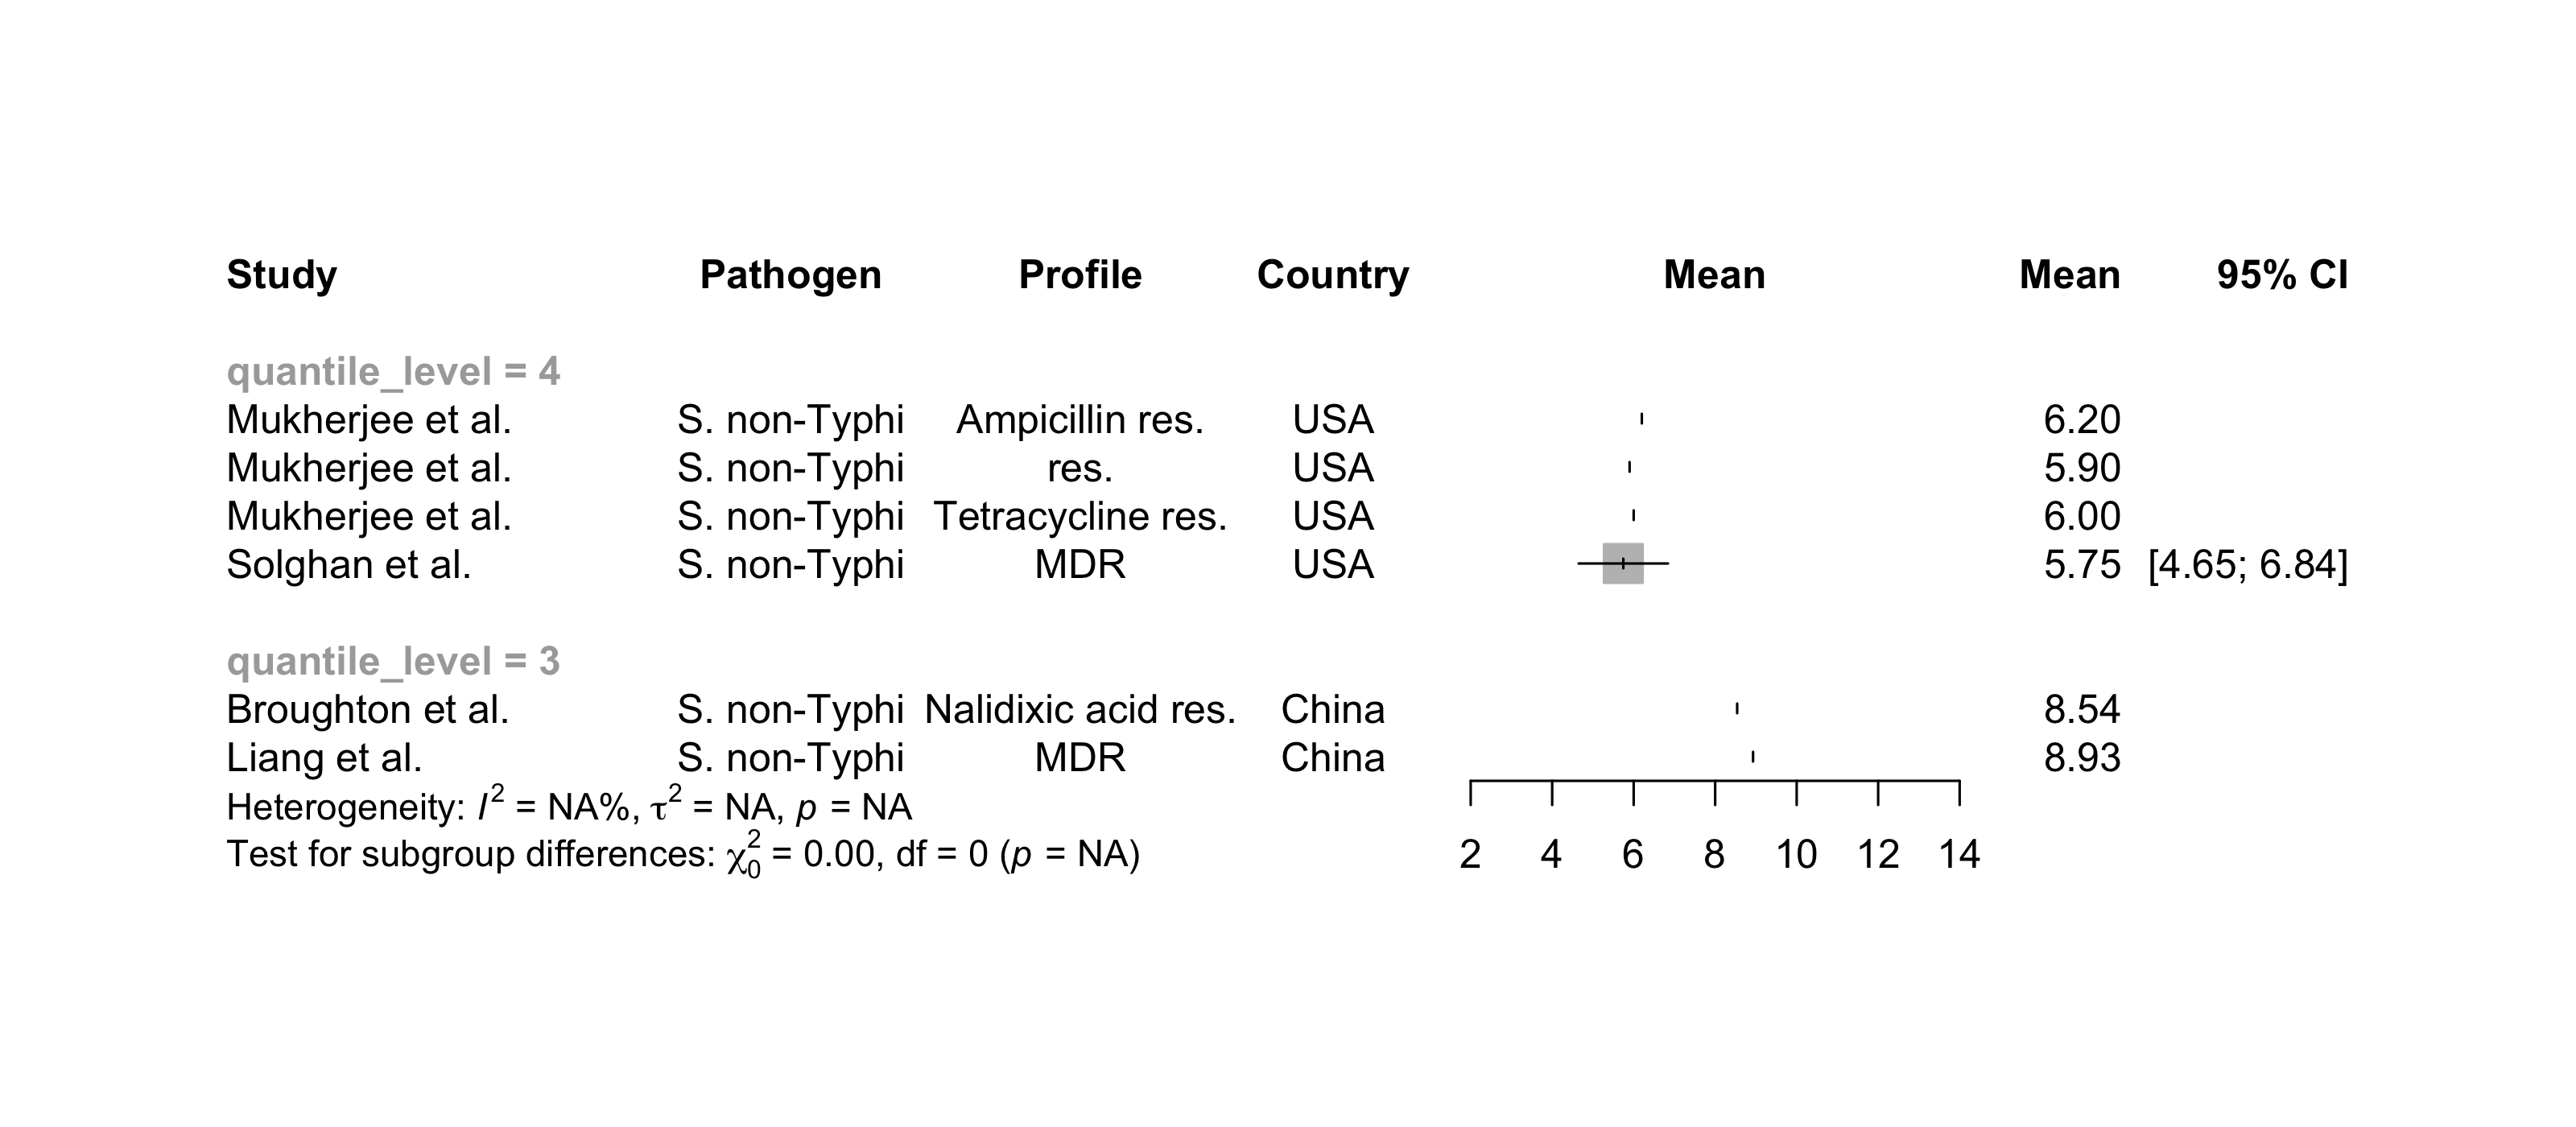 Study Pathogen Profile Country Mean Mean 95% CI
quantile_level = 4
Mukherjee et al. S. non-Typhi Ampicillin res. USA 6.20
Mukherjee et al. S. non-Typhi res. USA 5.90
Mukherjee et al. S. non-Typhi Tetracycline res. USA 6.00
Solghan et al. S. non-Typhi MDR USA 5.75 [4.65; 6.84]
quantile_level = 3
Broughton et al. S. non-Typhi Nalidixic acid res. China 8.54
Liang et al. S. non-Typhi MDR China 8.93
Heterogeneity: I² = NA%, τ² = NA, p = NA
Test for subgroup differences: χ²₀ = 0.00, df = 0 (p = NA)
2 4 6 8 10 12 14